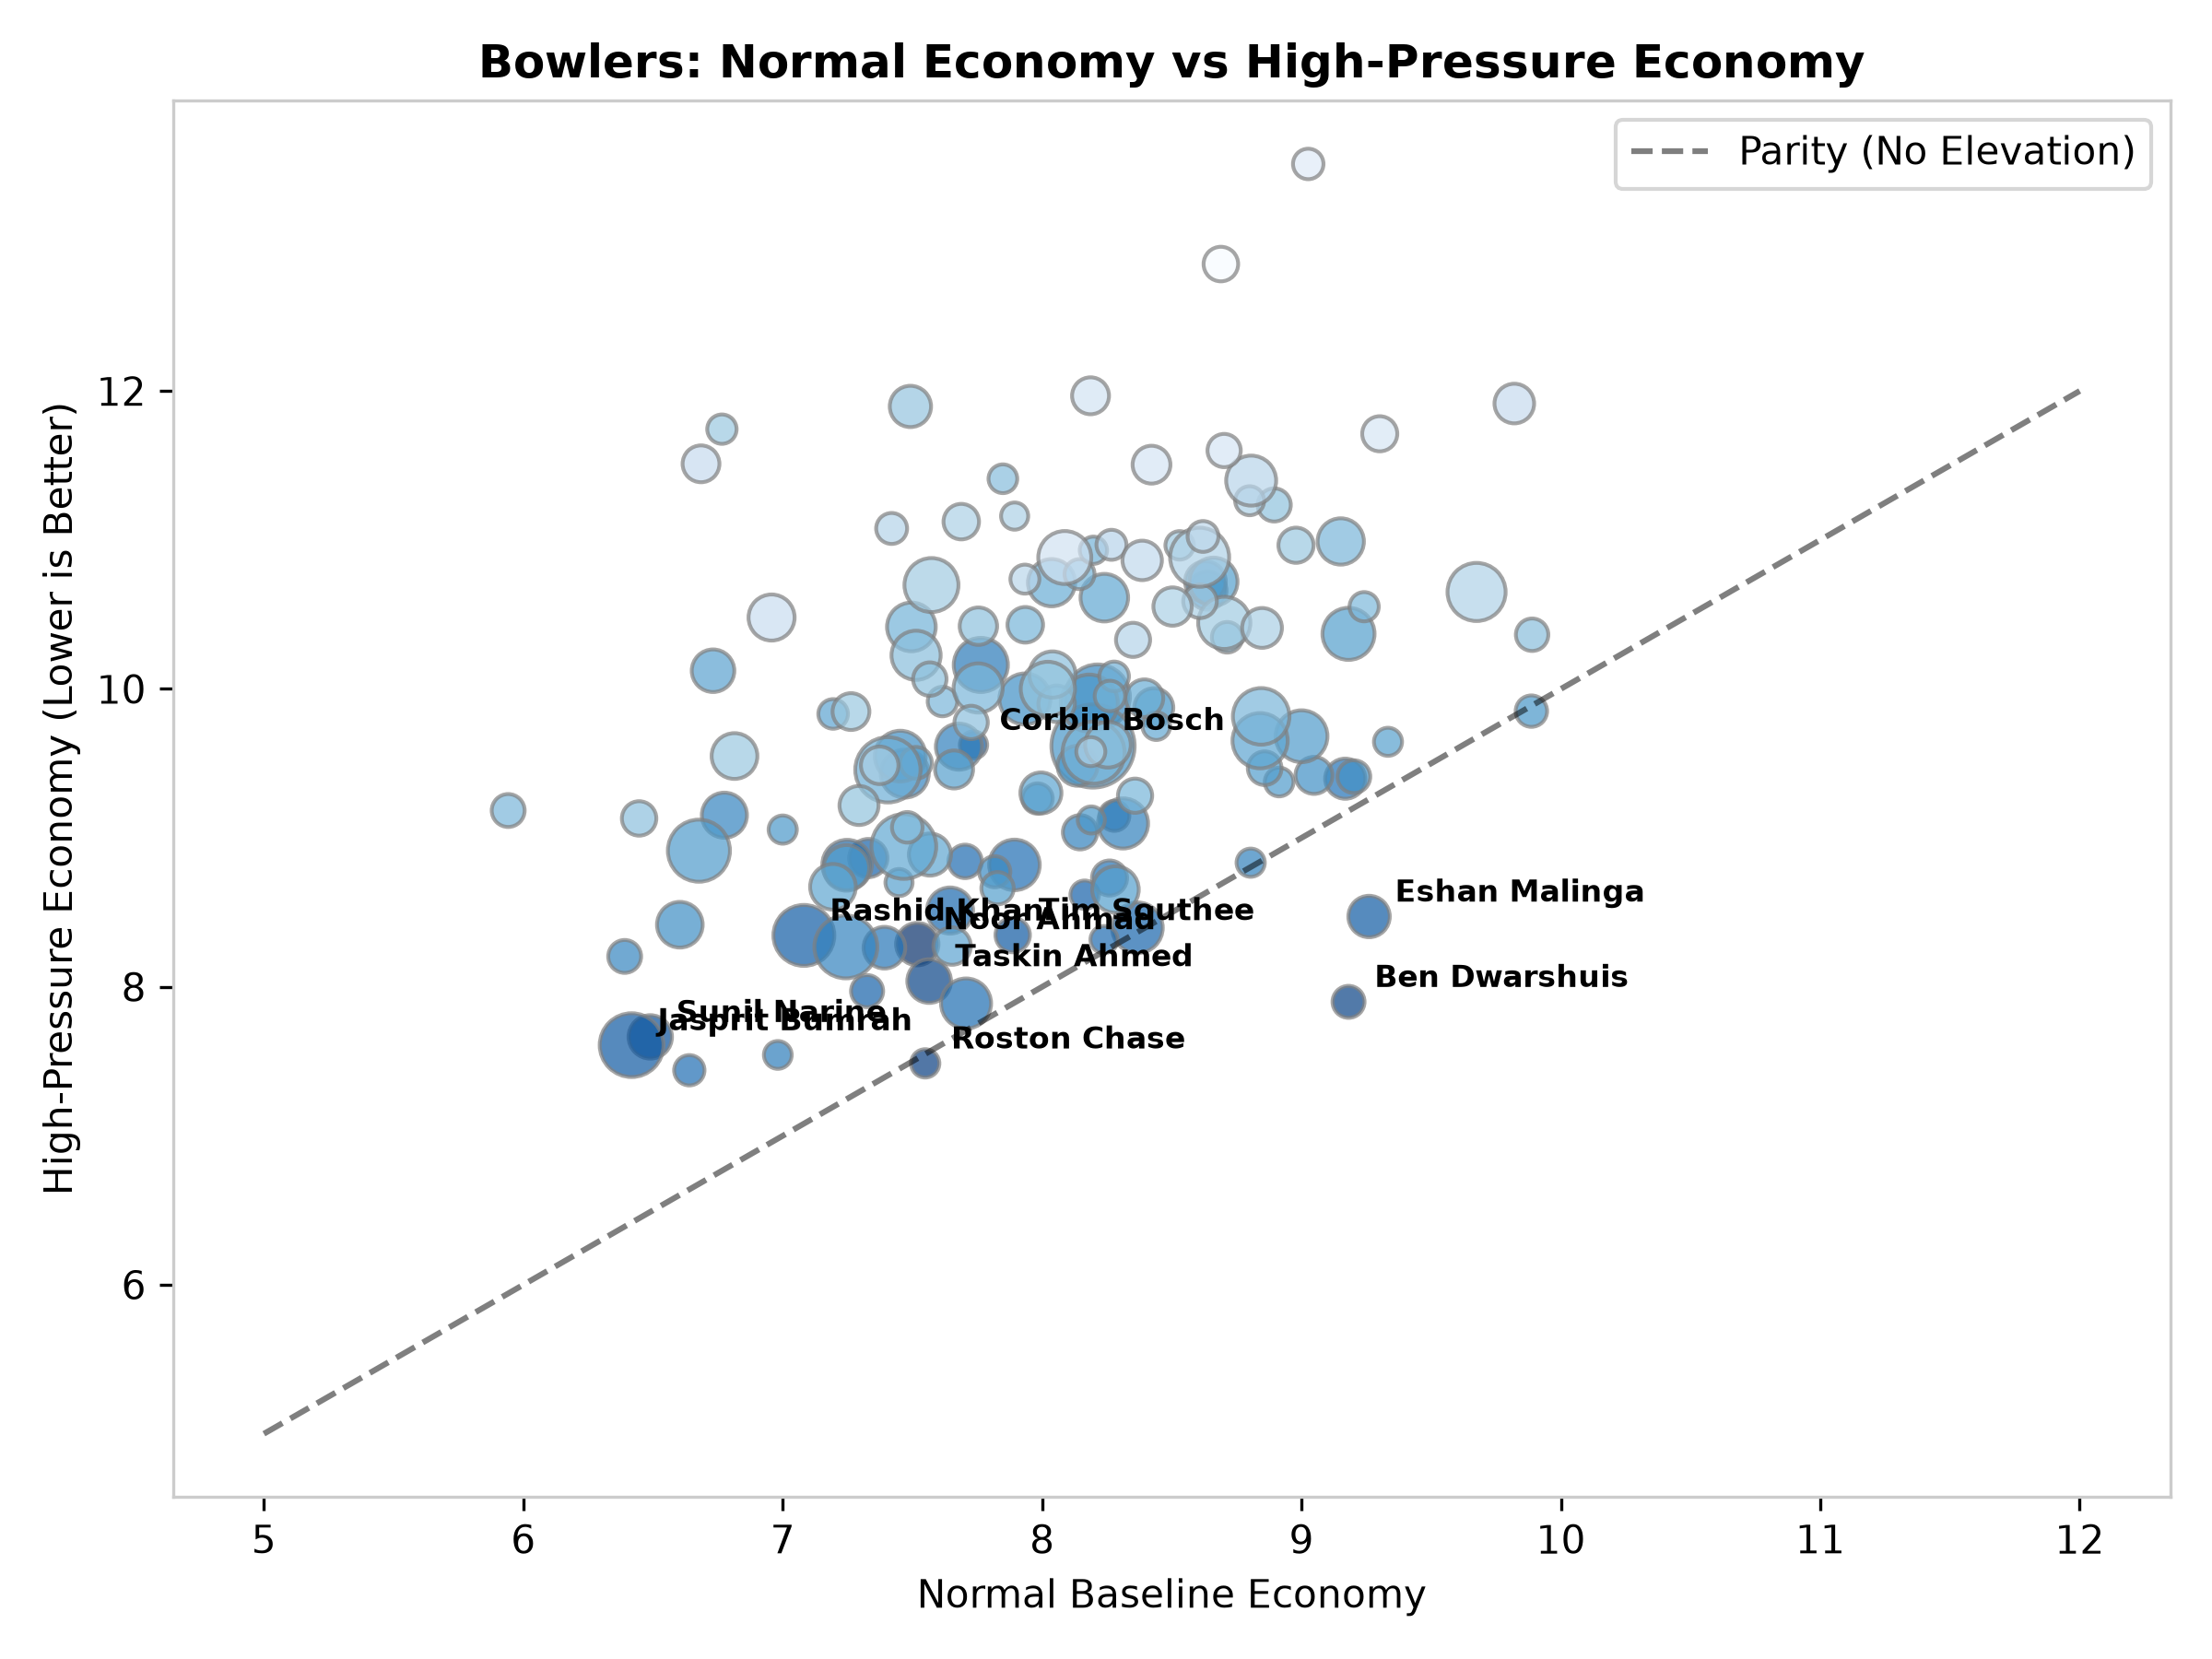 Bowlers: Normal Economy vs High-Pressure Economy
Parity (No Elevation)
High-Pressure Economy (Lower is Better)
12
10
8
6
Corbin Bosch
Eshan Malinga
Rashid Khan
Tim Southee
Noor Ahmad
Taskin Ahmed
Ben Dwarshuis
Sunil Narine
Jasprit Bumrah
Roston Chase
5
6
7
8
9
10
11
12
Normal Baseline Economy